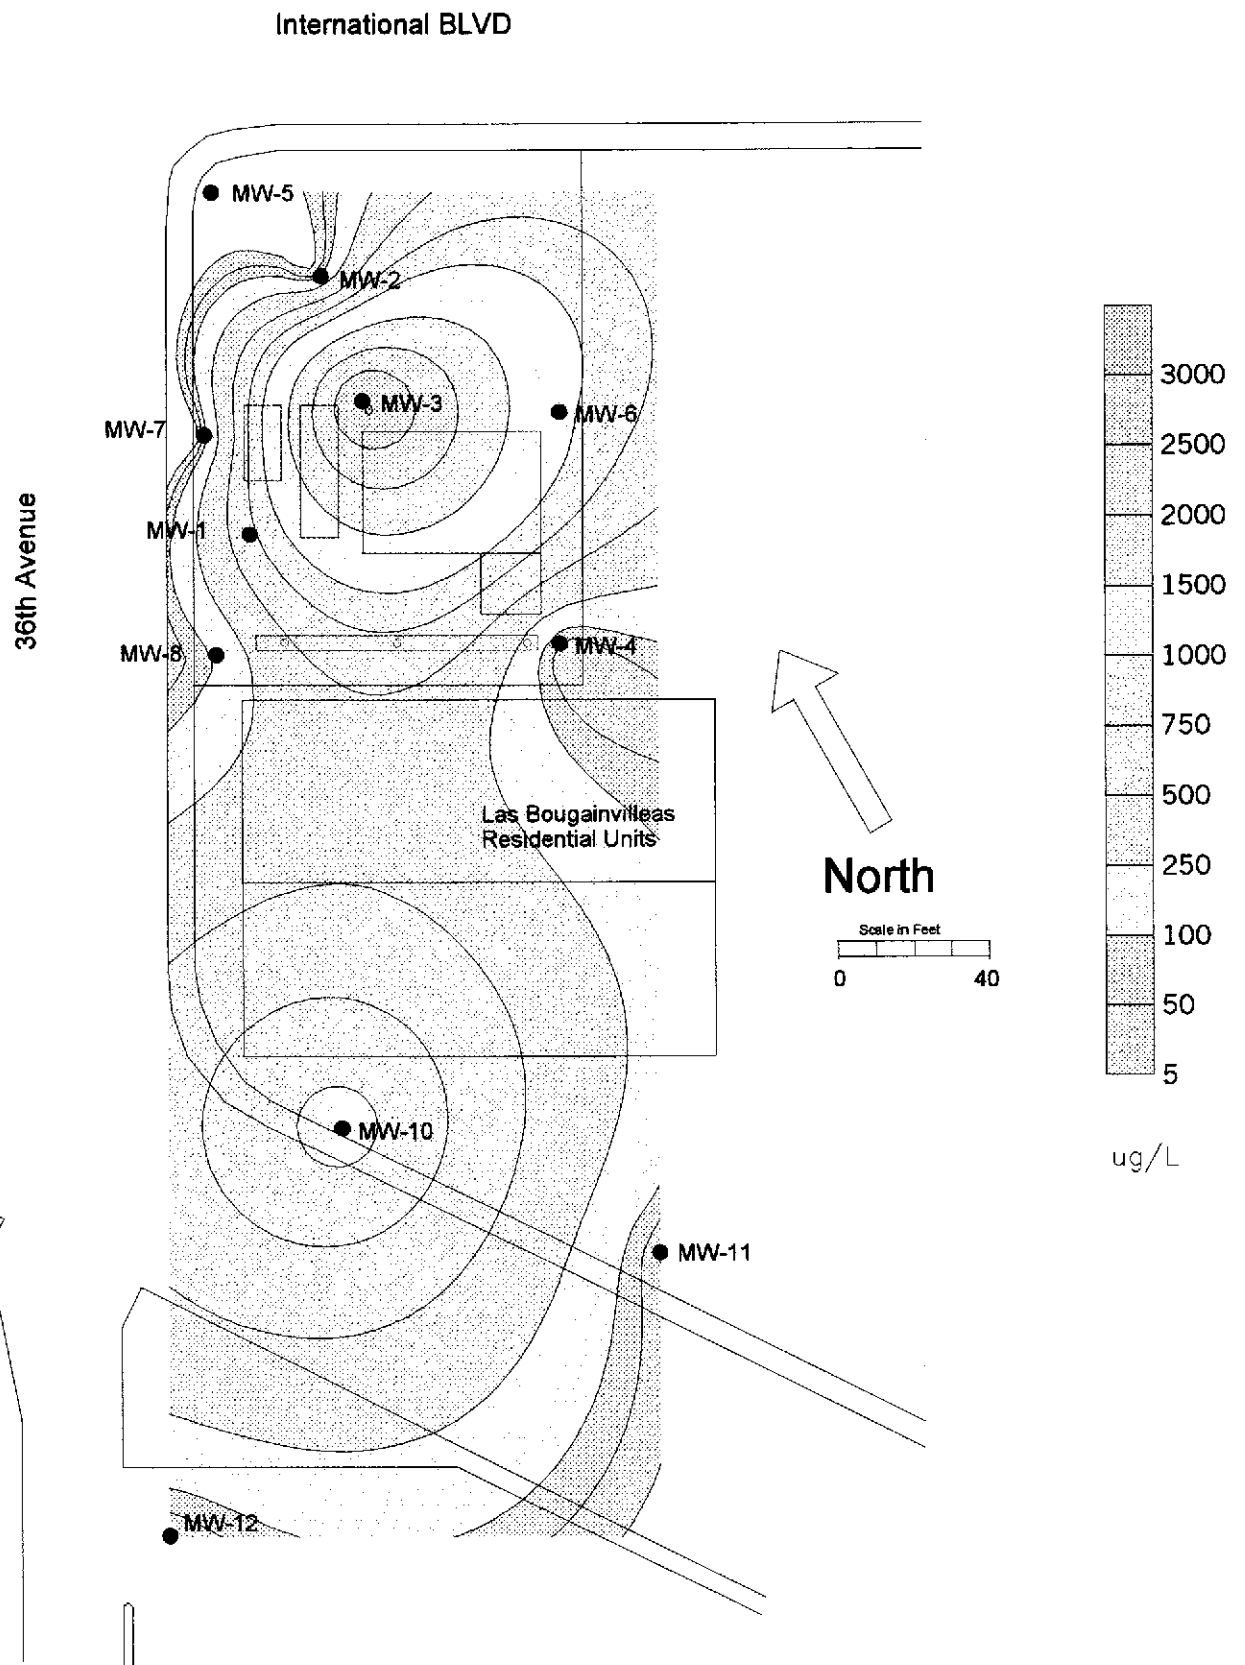 International BLVD
MW-5
MW-2
MW-3
MW-6
MW-7
MW-1
MW-8
MW-4
36th Avenue
Las Bougainvilleas
Residential Units
North
Scale in Feet
0 40
MW-10
MW-11
MW-12
3000
2500
2000
1500
1000
750
500
250
100
50
5
ug/L